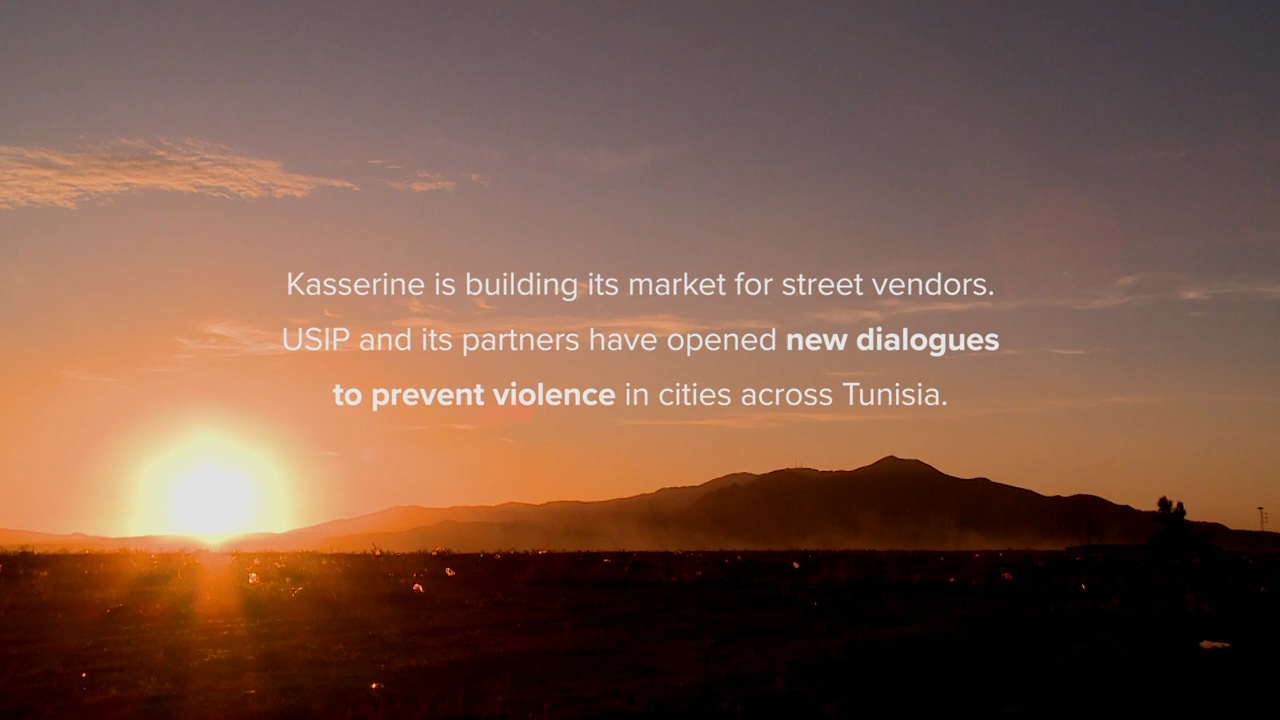 Kasserine is building its market for street vendors.
USIP and its partners have opened new dialogues
to prevent violence in cities across Tunisia.